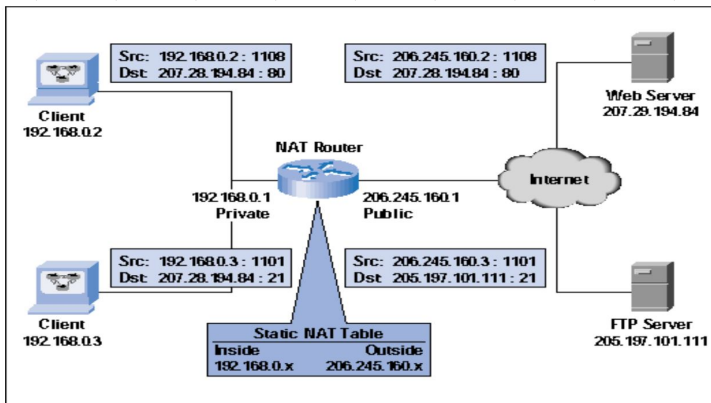 Src: 192.168.0.2 : 1108
Dst: 207.28.194.84 : 80
Src: 206.245.160.2 : 1108
Dst: 207.28.194.84 : 80
Client
192.168.0.2
Web Server
207.29.194.84
NAT Router
Internet
192.168.0.1
Private
206.245.160.1
Public
Src: 192.168.0.3 : 1101
Dst: 207.28.194.84 : 21
Src: 206.245.160.3 : 1101
Dst: 205.197.101.111 : 21
Client
192.168.0.3
FTP Server
205.197.101.111
Static NAT Table
Inside Outside
192.168.0.x 206.245.160.x